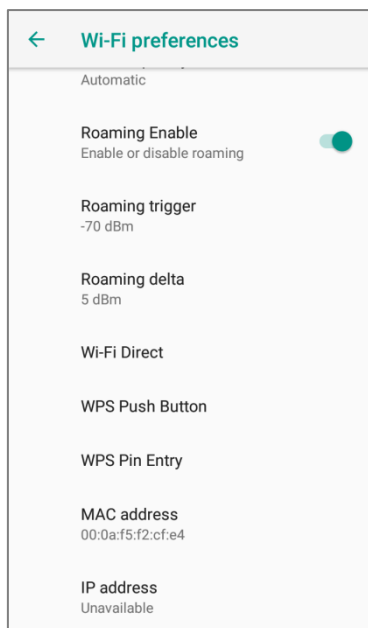 Wi-Fi preferences
Automatic
Roaming Enable
Enable or disable roaming
Roaming trigger
-70 dBm
Roaming delta
5 dBm
Wi-Fi Direct
WPS Push Button
WPS Pin Entry
MAC address
00:0a:f5:f2:cf:e4
IP address
Unavailable